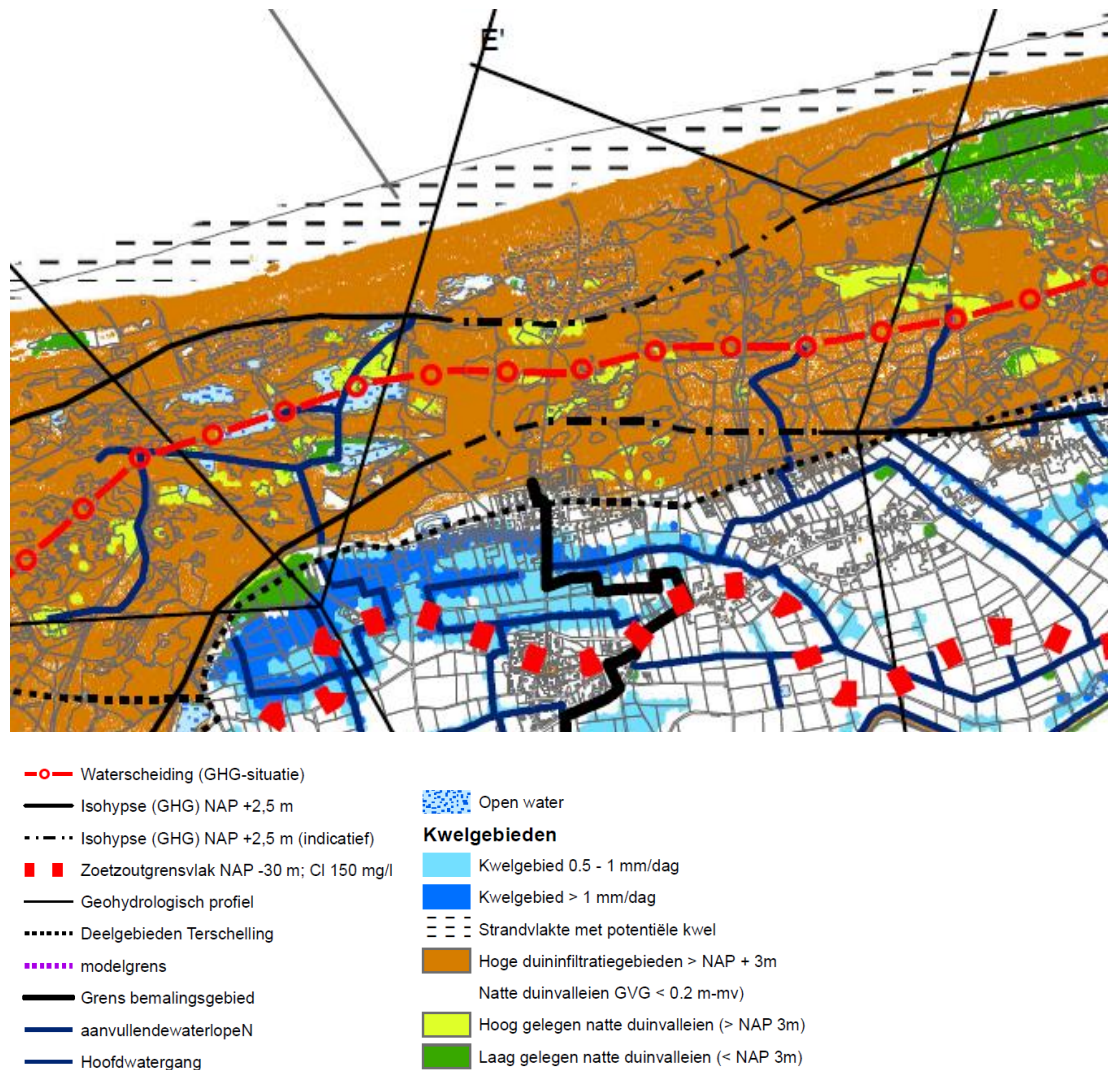 E'
Waterscheiding (GHG-situatie)
Isohypse (GHG) NAP +2,5 m
Isohypse (GHG) NAP +2,5 m (indicatief)
Zoetzoutgrensvlak NAP -30 m; Cl 150 mg/l
Geohydrologisch profiel
Deelgebieden Terschelling
modelgrens
Grens bemalingsgebied
aanvullendewaterlopeN
Hoofdwatergang
Open water
Kwelgebieden
Kwelgebied 0.5 - 1 mm/dag
Kwelgebied > 1 mm/dag
Strandvlakte met potentiële kwel
Hoge duininfiltratiegebieden > NAP + 3m
Natte duinvalleien GVG < 0.2 m-mv)
Hoog gelegen natte duinvalleien (> NAP 3m)
Laag gelegen natte duinvalleien (< NAP 3m)